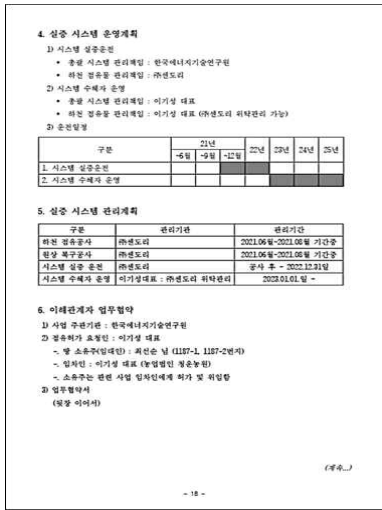 4. 실증 시스템 운영계획
1) 시스템 실증운전
• 총괄 시스템 관리책임 : 한국에너지기술연구원
• 하천 점유물 관리책임 : ㈜센도리
2) 시스템 수혜자 운영
• 총괄 시스템 관리책임 : 이기성 대표
• 하천 점유물 관리책임 : 이기성 대표 (㈜센도리 위탁관리 가능)
3) 운전일정
구분 21년 22년 23년 24년 25년
~6월 ~9월 ~12월
1. 시스템 실증운전
2. 시스템 수혜자 운영
5. 실증 시스템 관리계획
구분 관리기관 관리기간
하천 점유공사 ㈜센도리 2021.06월~2021.08월 기간중
원상 복구공사 ㈜센도리 2021.06월~2021.08월 기간중
시스템 실증 운전 ㈜센도리 공사 후 ~ 2022.12.31일
시스템 수혜자 운영 이기성대표 : ㈜센도리 위탁관리 2023.01.01.일 ~
6. 이해관계자 업무협약
1) 사업 주관기관 : 한국에너지기술연구원
2) 점유허가 요청인 : 이기성 대표
-. 땅 소유주(임대인) : 최진순 님 (1187-1, 1187-2번지)
-. 임차인 : 이기성 대표 (농업법인 청운농원)
-. 소유주는 관련 사업 임차인에게 허가 및 위임함
3) 업무협약서
(뒷장 이어서)
(계속...)
- 18 -